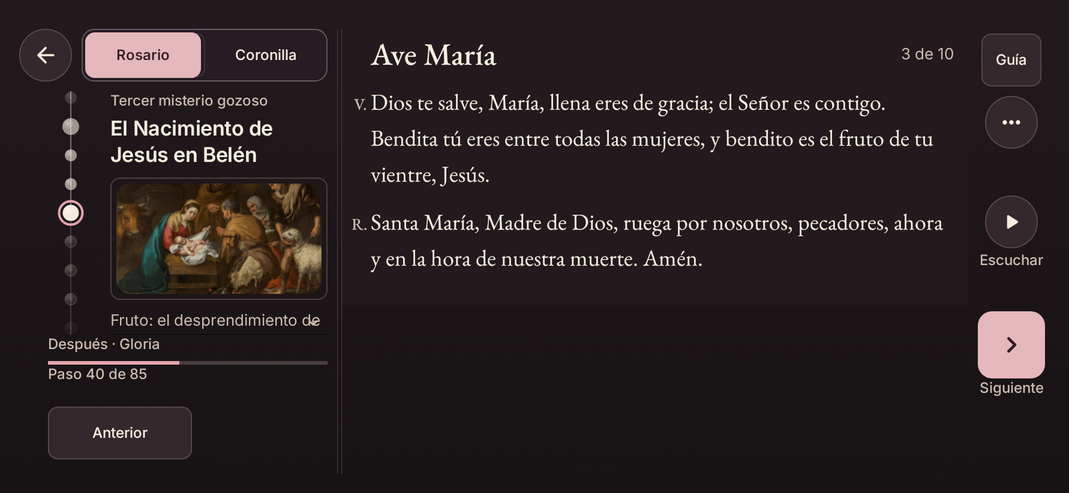 Rosario
Coronilla
Tercer misterio gozoso
El Nacimiento de
Jesús en Belén
Fruto: el desprendimiento de
Después · Gloria
Paso 40 de 85
Anterior
Ave María
3 de 10
V. Dios te salve, María, llena eres de gracia; el Señor es contigo.
Bendita tú eres entre todas las mujeres, y bendito es el fruto de tu
vientre, Jesús.
R. Santa María, Madre de Dios, ruega por nosotros, pecadores, ahora
y en la hora de nuestra muerte. Amén.
Guía
Escuchar
Siguiente